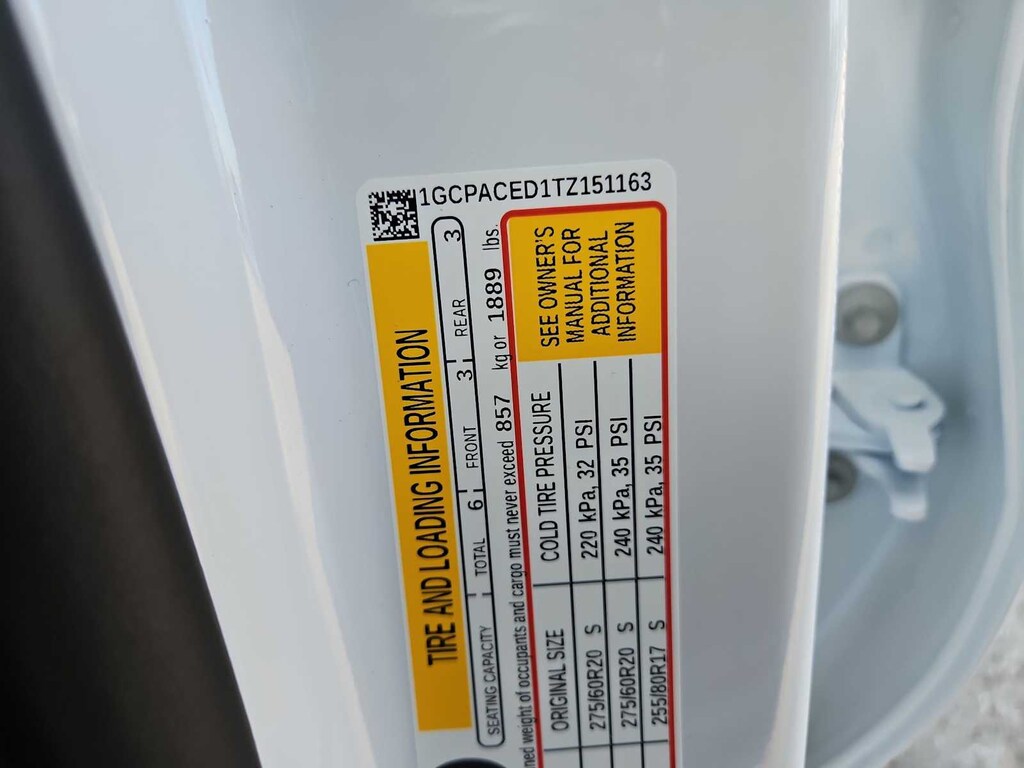 1GCPACED1TZ151163
TIRE AND LOADING INFORMATION
SEATING CAPACITY TOTAL 6 FRONT 3 REAR 3
weight of occupants and cargo must never exceed 857 kg or 1889 lbs.
ORIGINAL SIZE COLD TIRE PRESSURE
275/60R20 S 220 kPa, 32 PSI
275/60R20 S 240 kPa, 35 PSI
255/80R17 S 240 kPa, 35 PSI
SEE OWNER'S
MANUAL FOR
ADDITIONAL
INFORMATION